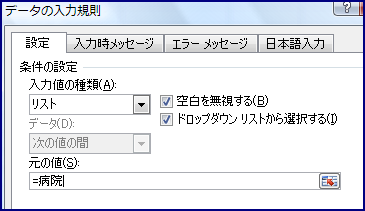 データの入力規則
設定 入力時メッセージ エラー メッセージ 日本語入力
条件の設定
入力値の種類(A):
リスト
空白を無視する(B)
データ(D):
ドロップダウン リストから選択する(I)
次の値の間
元の値(S):
=病院